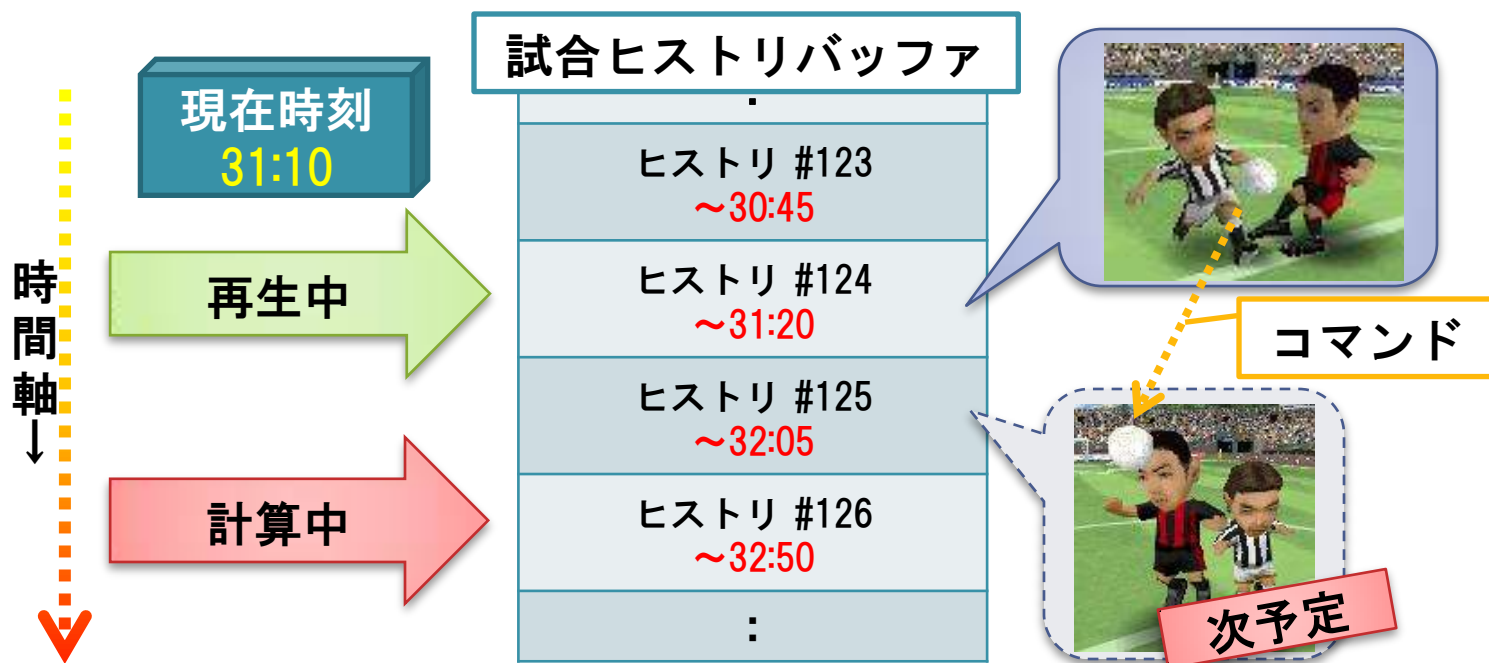 試合ヒストリバッファ
現在時刻
31:10
:
ヒストリ #123
～30:45
再生中
ヒストリ #124
～31:20
コマンド
時間軸→
ヒストリ #125
～32:05
計算中
ヒストリ #126
～32:50
:
次予定